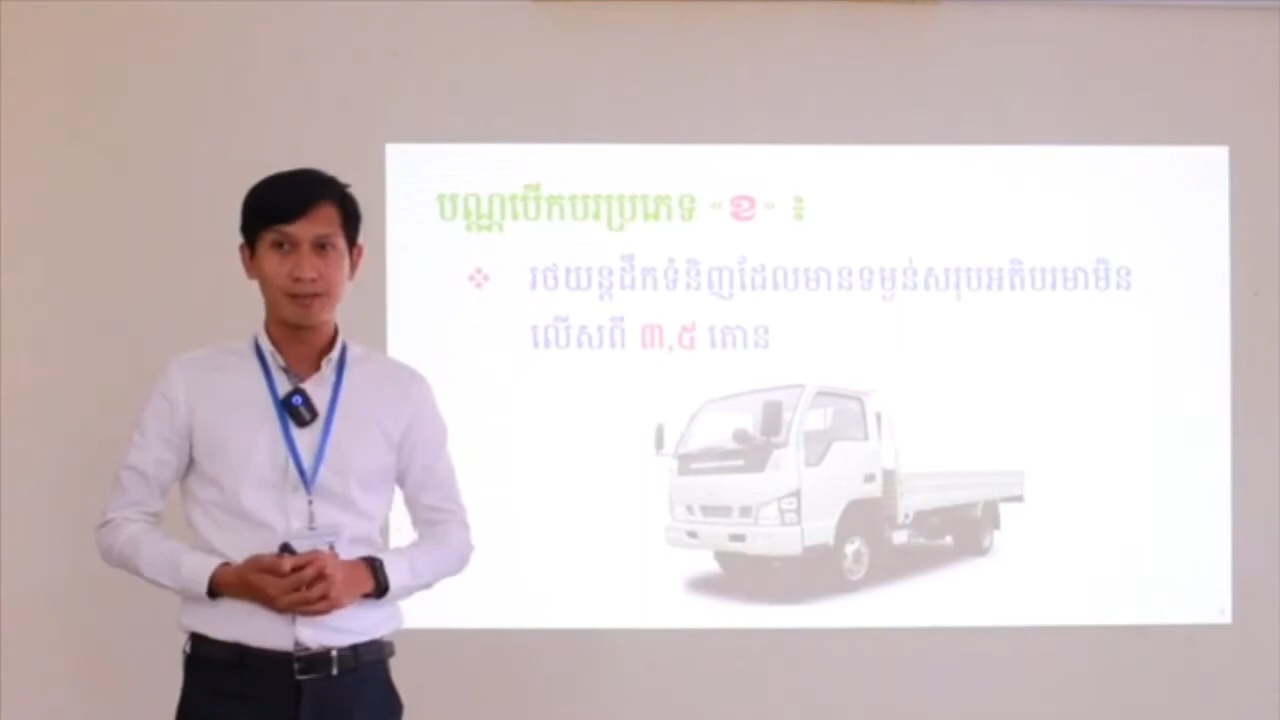 បណ្ណបើកបរប្រភេទ «ខ» ៖
រថយន្តដឹកទំនិញដែលមានទម្ងន់សរុបអតិបរមាមិន
លើសពី ៣,៥ តោន